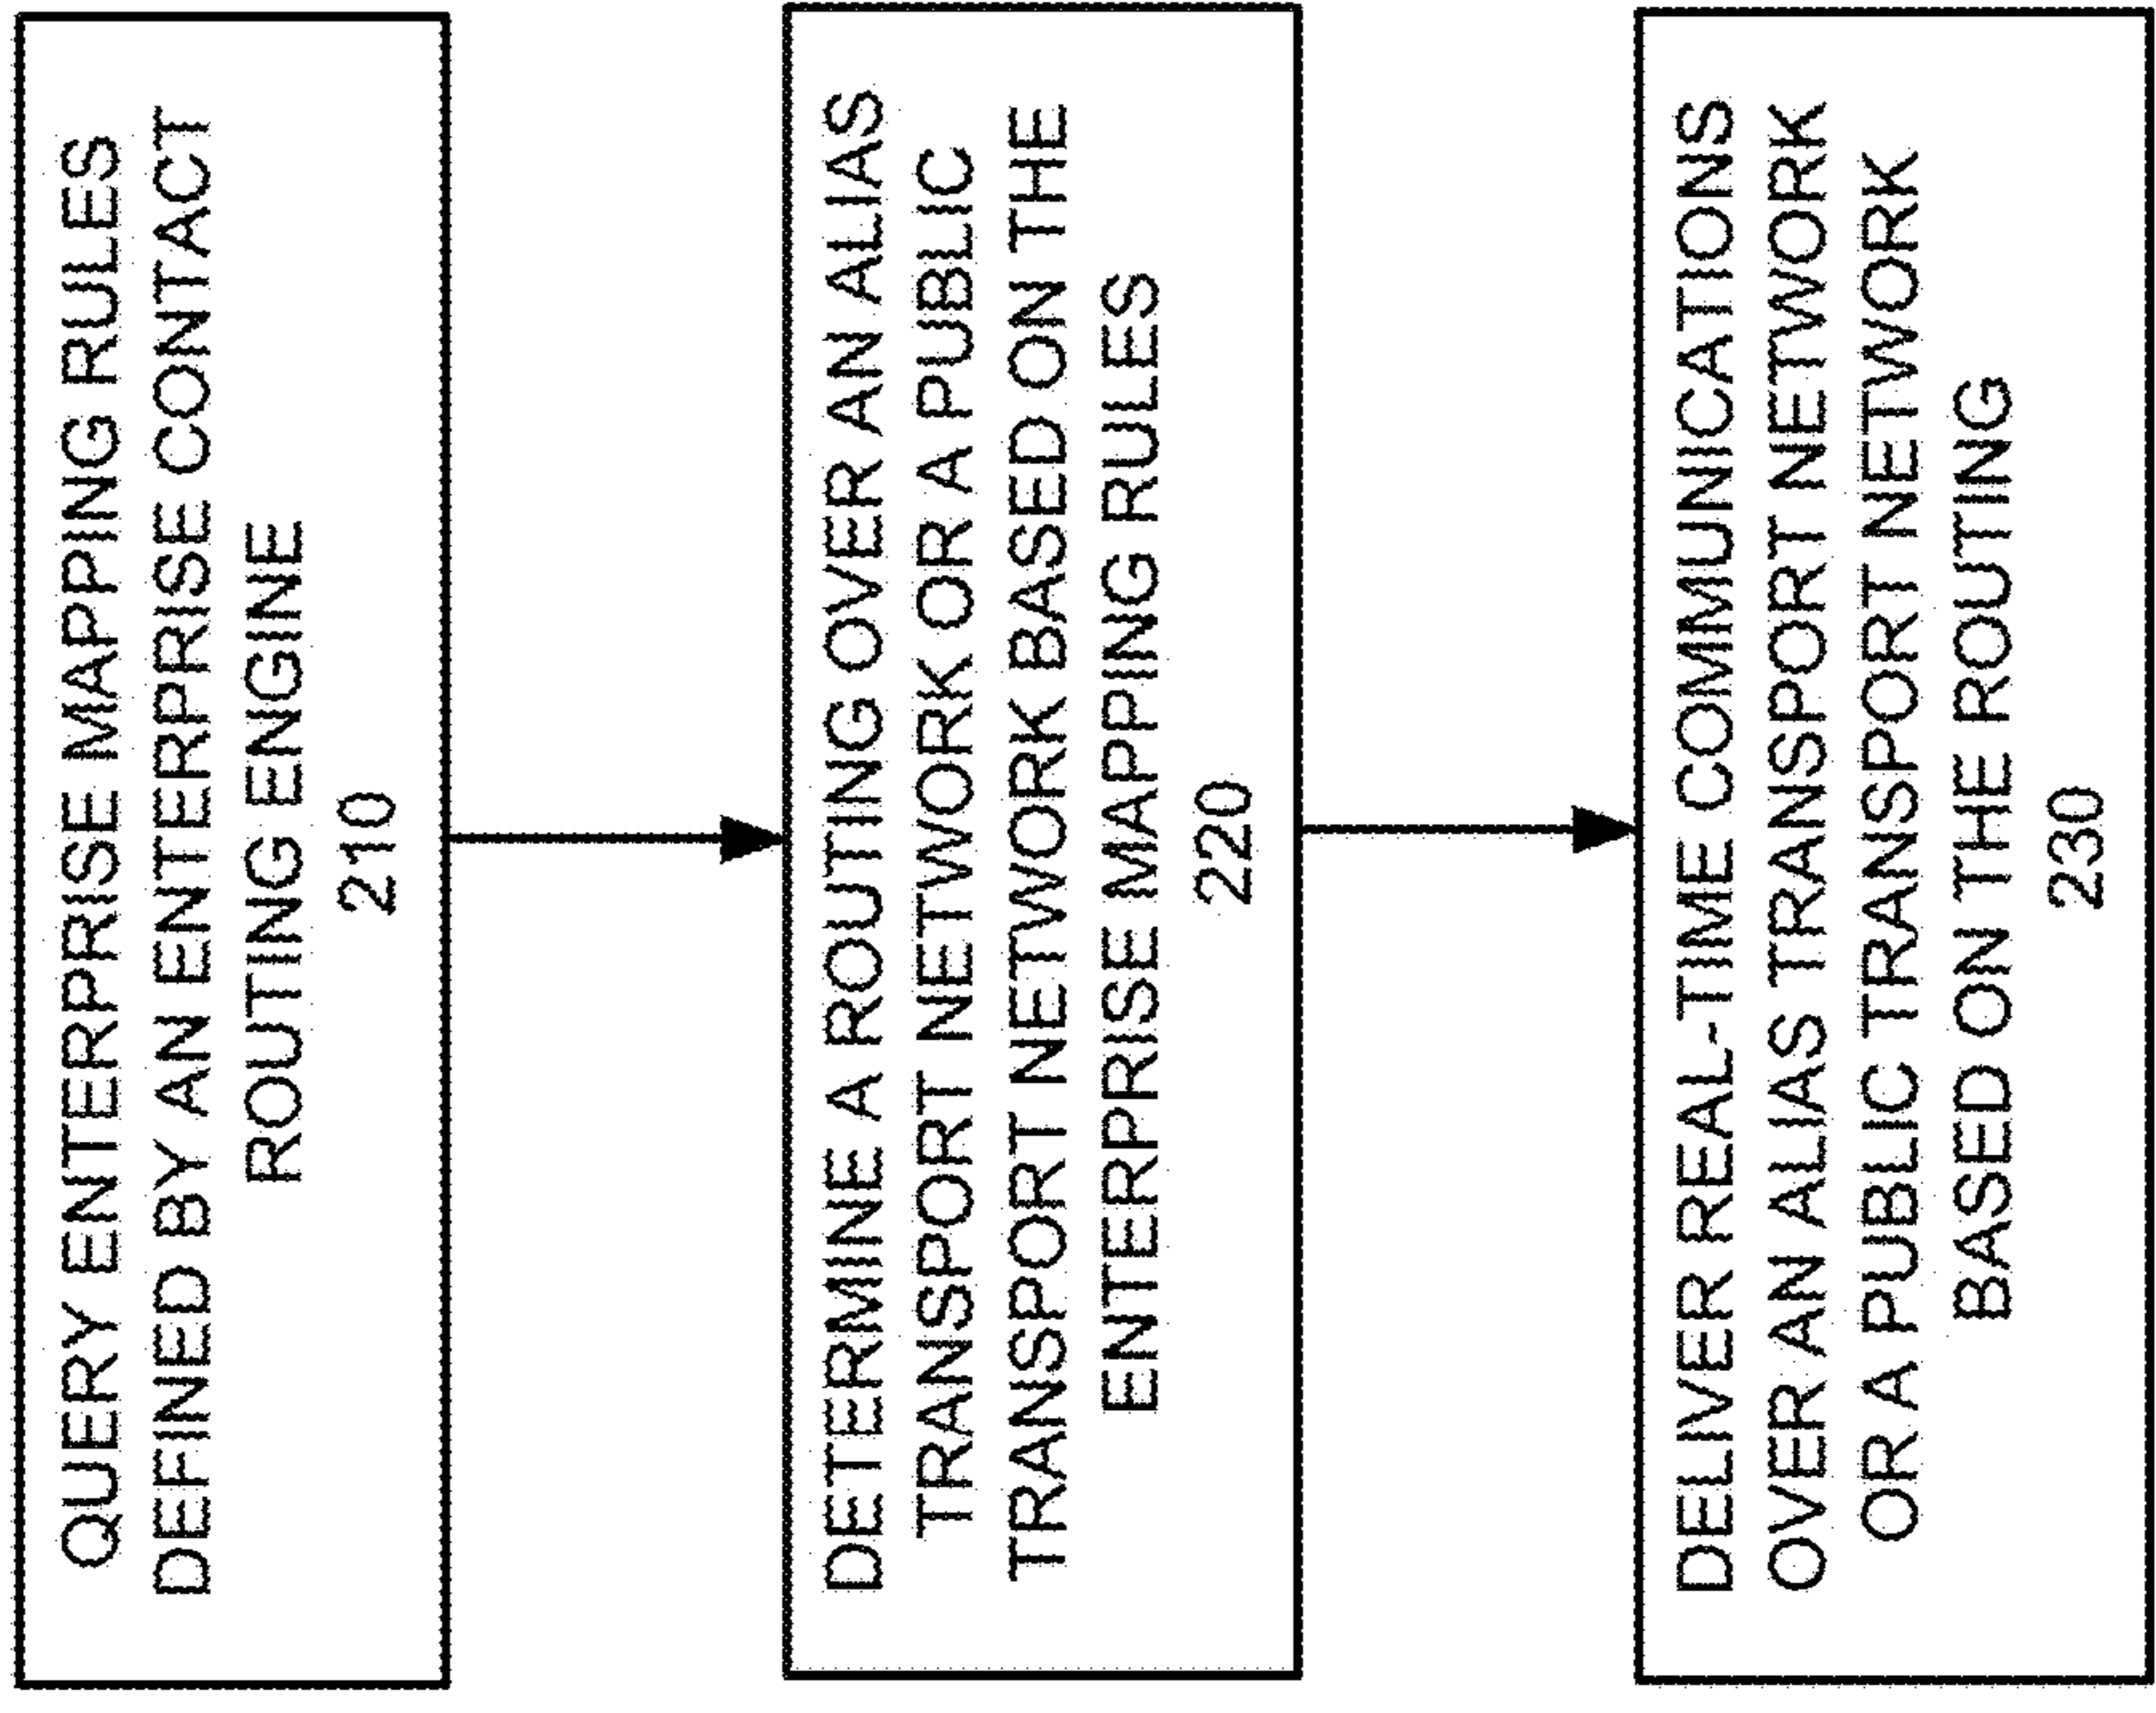 QUERY ENTERPRISE MAPPING RULES
DEFINED BY AN ENTERPRISE CONTACT
ROUTING ENGINE
210
DETERMINE A ROUTING OVER AN ALIAS
TRANSPORT NETWORK OR A PUBLIC
TRANSPORT NETWORK BASED ON THE
ENTERPRISE MAPPING RULES
220
DELIVER REAL-TIME COMMUNICATIONS
OVER AN ALIAS TRANSPORT NETWORK
OR A PUBLIC TRANSPORT NETWORK
BASED ON THE ROUTING
230